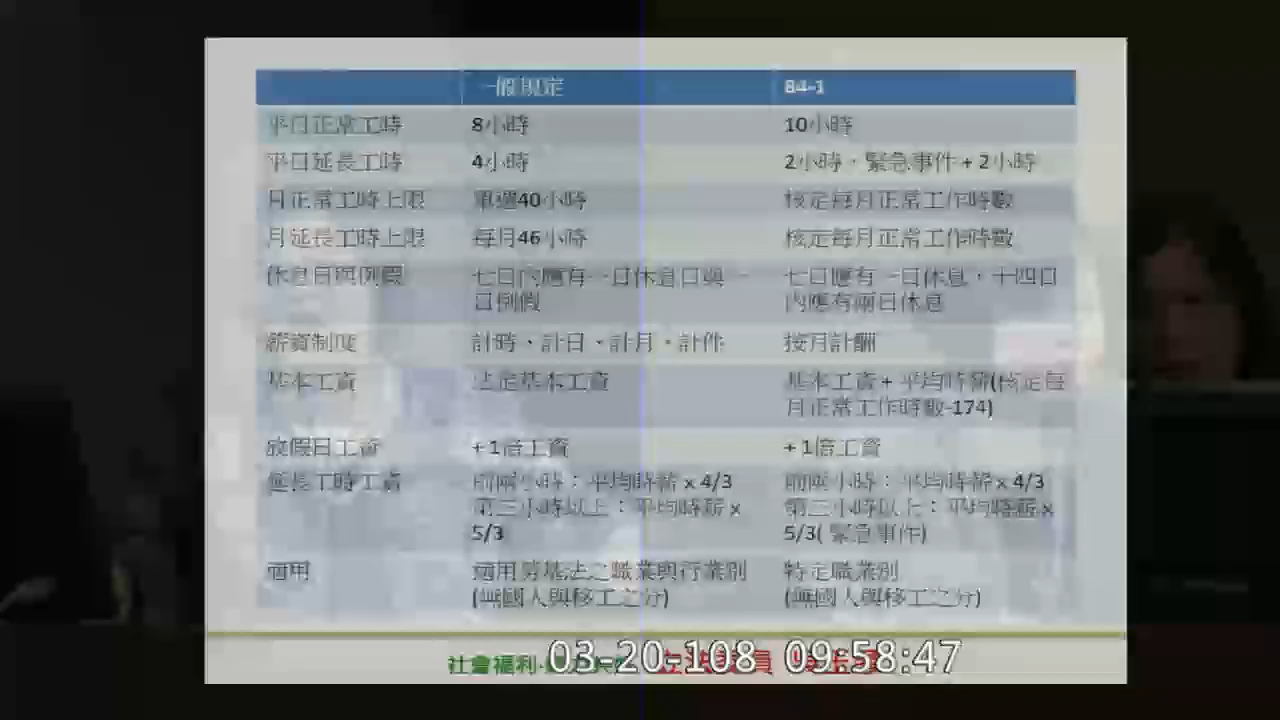 一般規定 84-1
平日正常工時 8小時 10小時
平日延長工時 4小時 2小時，緊急事件 + 2小時
月正常工時上限 單週40小時 核定每月正常工作時數
月延長工時上限 每月46小時 核定每月正常工作時數
休息日與例假 七日內應有一日休息日與一 七日應有一日休息，十四日
日例假 內應有兩日休息
薪資制度 計時、計日、計月、計件 按月計酬
基本工資 法定基本工資 基本工資 + 平均時薪(核定每
月正常工作時數-174)
放假日工資 + 1倍工資 + 1倍工資
延長工時工資 前兩小時：平均時薪 x 4/3 前兩小時：平均時薪 x 4/3
第三小時以上：平均時薪 x 第三小時以上：平均時薪 x
5/3 5/3( 緊急事件)
適用 適用勞基法之職業與行業別 特定職業別
(無國人與移工之分) (無國人與移工之分)
社會福利
03-20-108 09:58:47